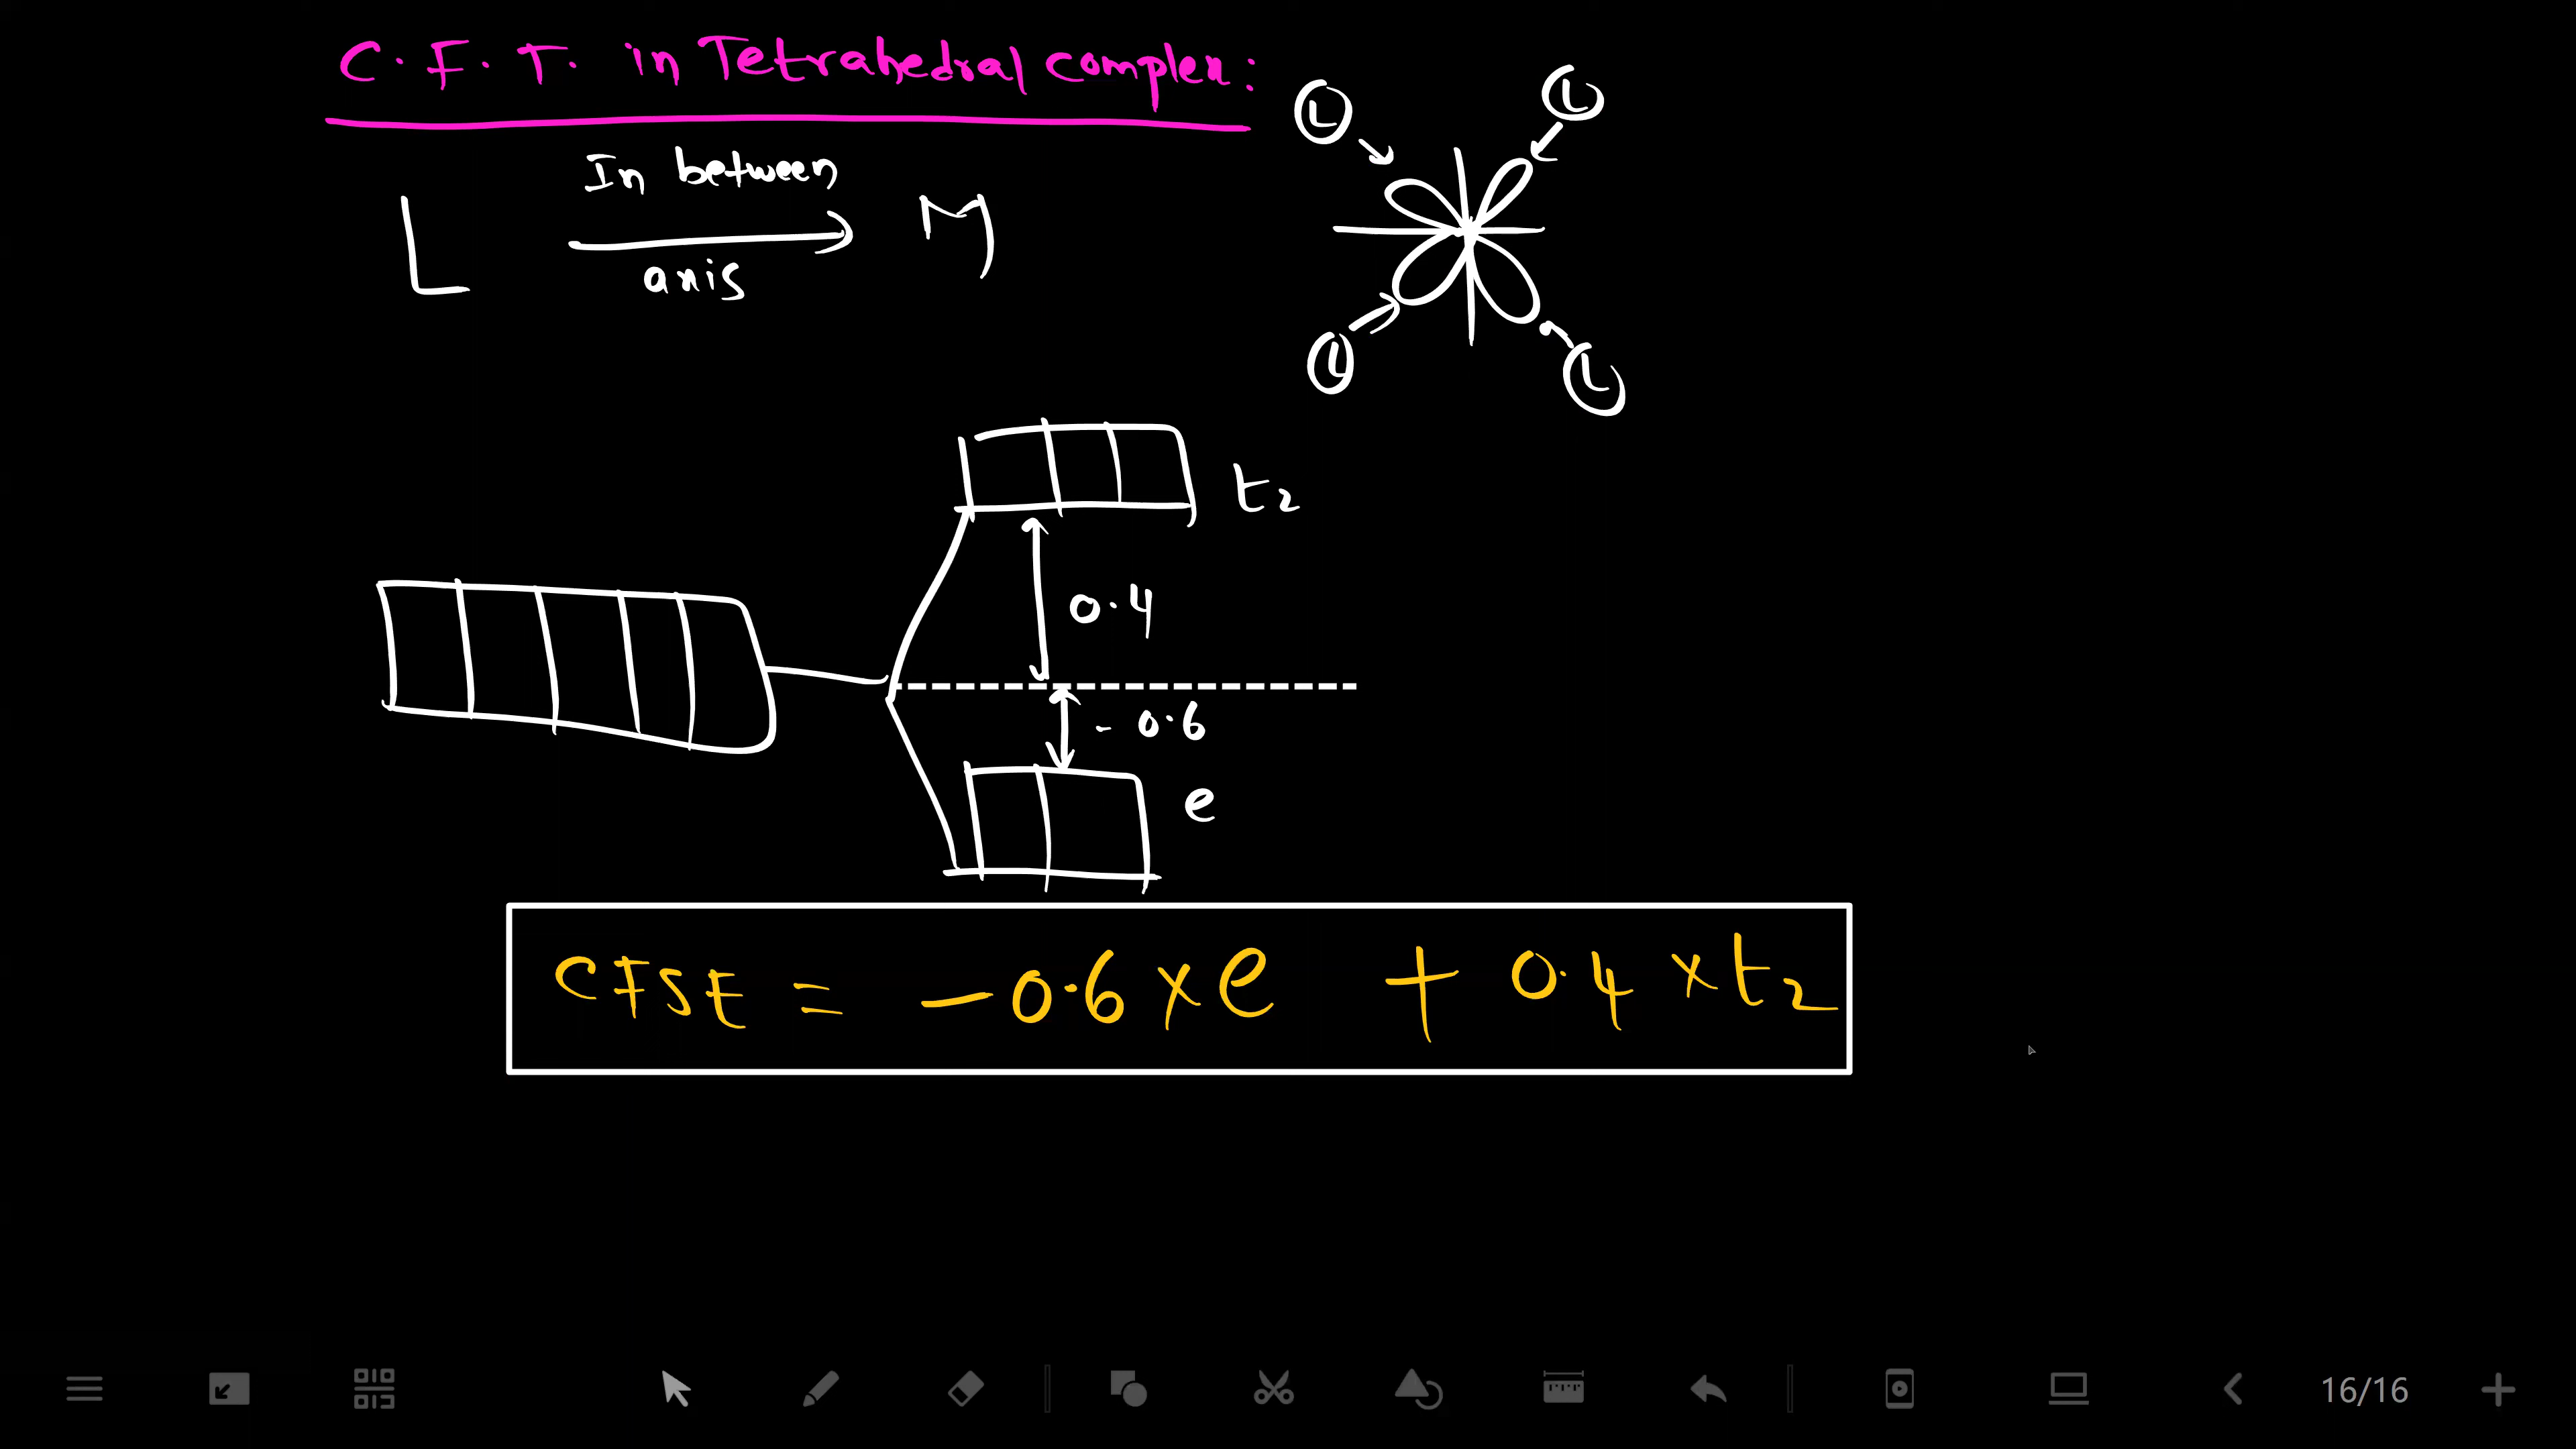 C.F.T. in Tetrahedral complex:
L In between axis M
L L
L L
t2
0.4
- 0.6
e
CFSE = -0.6 x e + 0.4 x t2
16/16